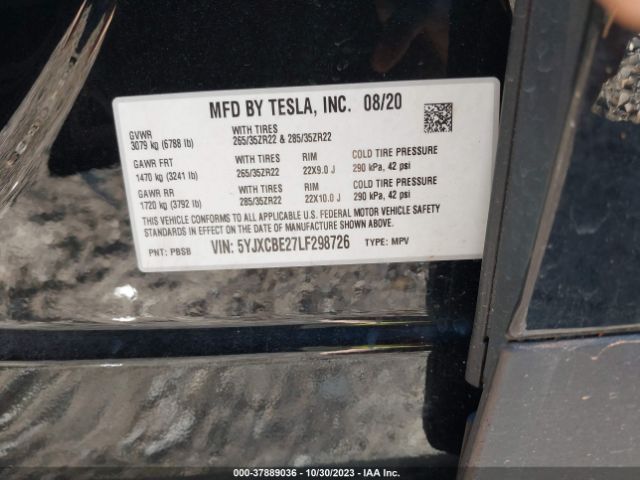 MFD BY TESLA, INC. 08/20
GVWR
3079 kg (6788 lb)
WITH TIRES
265/35ZR22 & 285/35ZR22
GAWR FRT
1470 kg (3241 lb)
WITH TIRES
265/35ZR22
RIM
22X9.0 J
COLD TIRE PRESSURE
290 kPa, 42 psi
GAWR RR
1720 kg (3792 lb)
WITH TIRES
285/35ZR22
RIM
22X10.0 J
COLD TIRE PRESSURE
290 kPa, 42 psi
THIS VEHICLE CONFORMS TO ALL APPLICABLE U.S. FEDERAL MOTOR VEHICLE SAFETY
STANDARDS IN EFFECT ON THE DATE OF MANUFACTURE SHOWN ABOVE.
PNT: PBSB VIN: 5YJXCBE27LF298726 TYPE: MPV
000-37889036 - 10/30/2023 - IAA Inc.